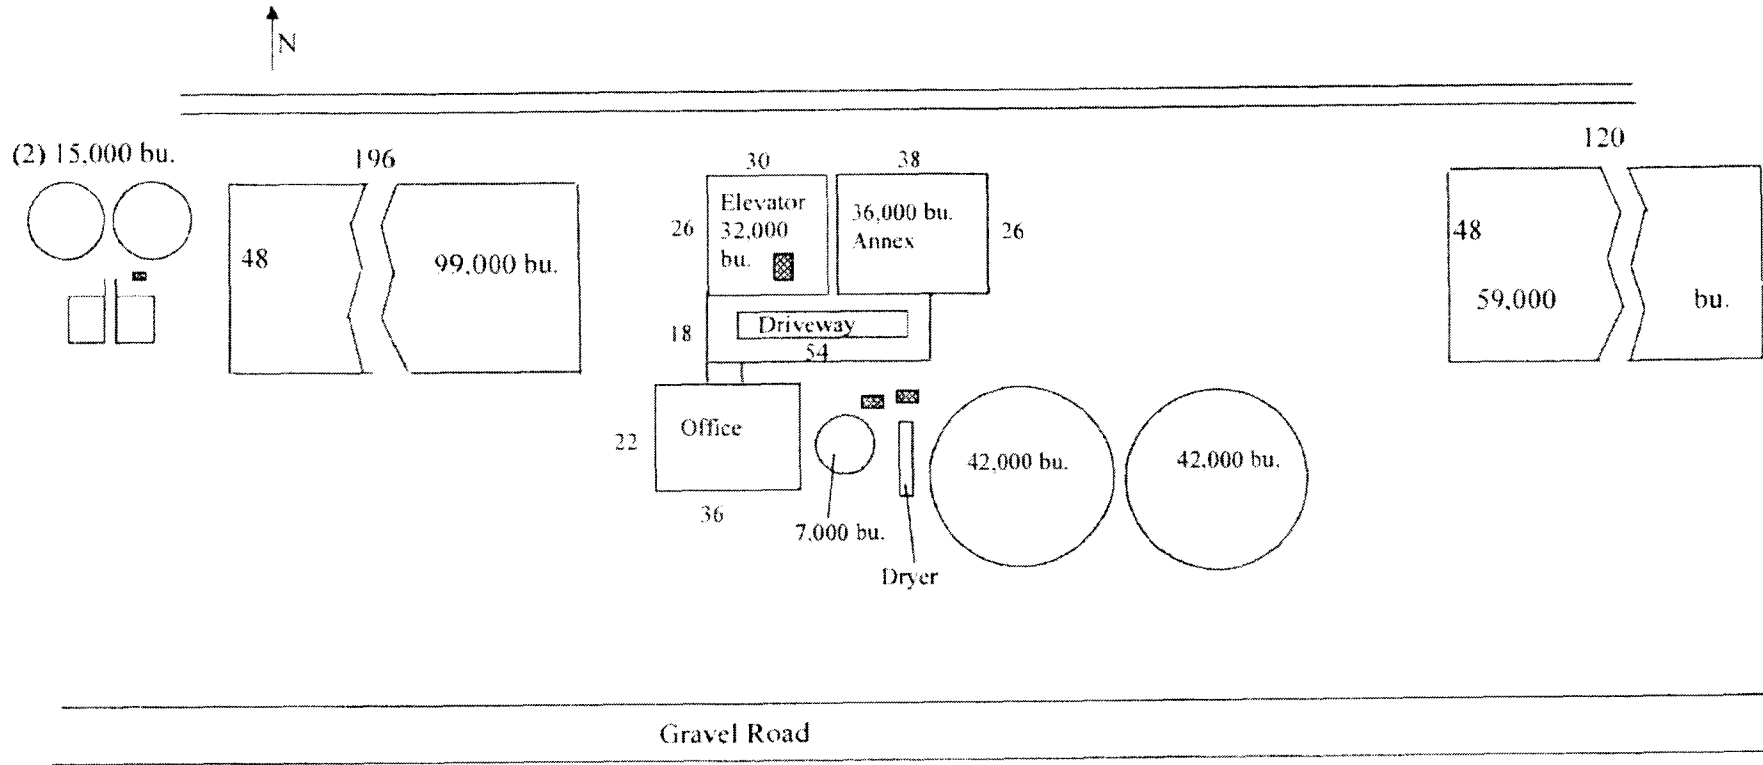 N
(2) 15,000 bu.
196
30
38
120
Elevator
32,000
bu.
36,000 bu.
Annex
26
26
48
99,000 bu.
48
59,000
bu.
18
Driveway
54
Office
22
36
7,000 bu.
Dryer
42,000 bu.
42,000 bu.
Gravel Road